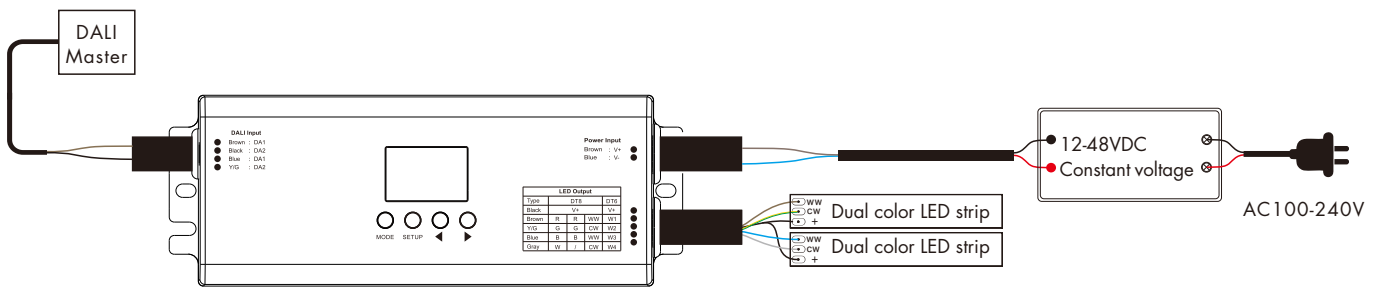 DALI
Master
DALI Input
Brown : DA1
Black : DA2
Blue : DA1
Y/G : DA2
MODE SETUP
Power Input
Brown : V+
Blue : V-
LED Output
Type DT8 DT6
Black V+ V+
Brown R R WW W1
Y/G G G CW W2
Blue B B WW W3
Gray W / CW W4
WW
CW
+
Dual color LED strip
WW
CW
+
Dual color LED strip
12-48VDC
Constant voltage
AC100-240V